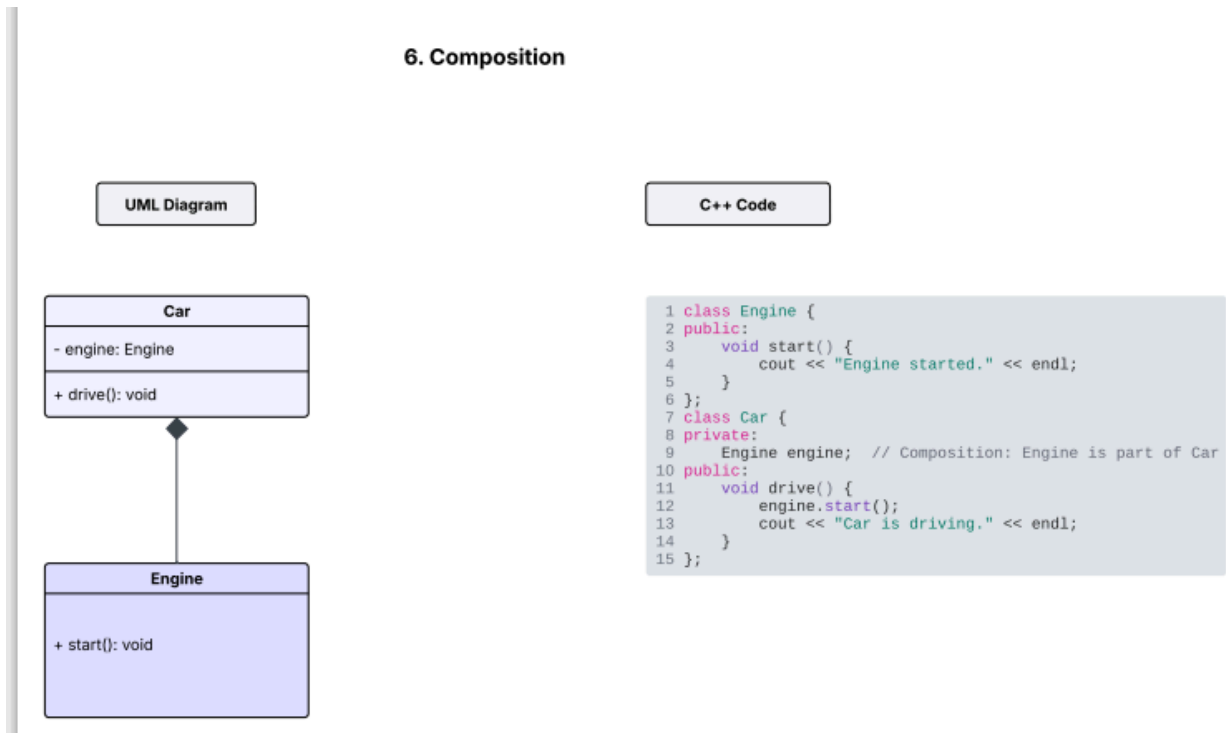 6. Composition
UML Diagram
C++ Code
Car
- engine: Engine
+ drive(): void
Engine
+ start(): void
1 class Engine {
2 public:
3     void start() {
4         cout << "Engine started." << endl;
5     }
6 };
7 class Car {
8 private:
9     Engine engine;  // Composition: Engine is part of Car
10 public:
11     void drive() {
12         engine.start();
13         cout << "Car is driving." << endl;
14     }
15 };